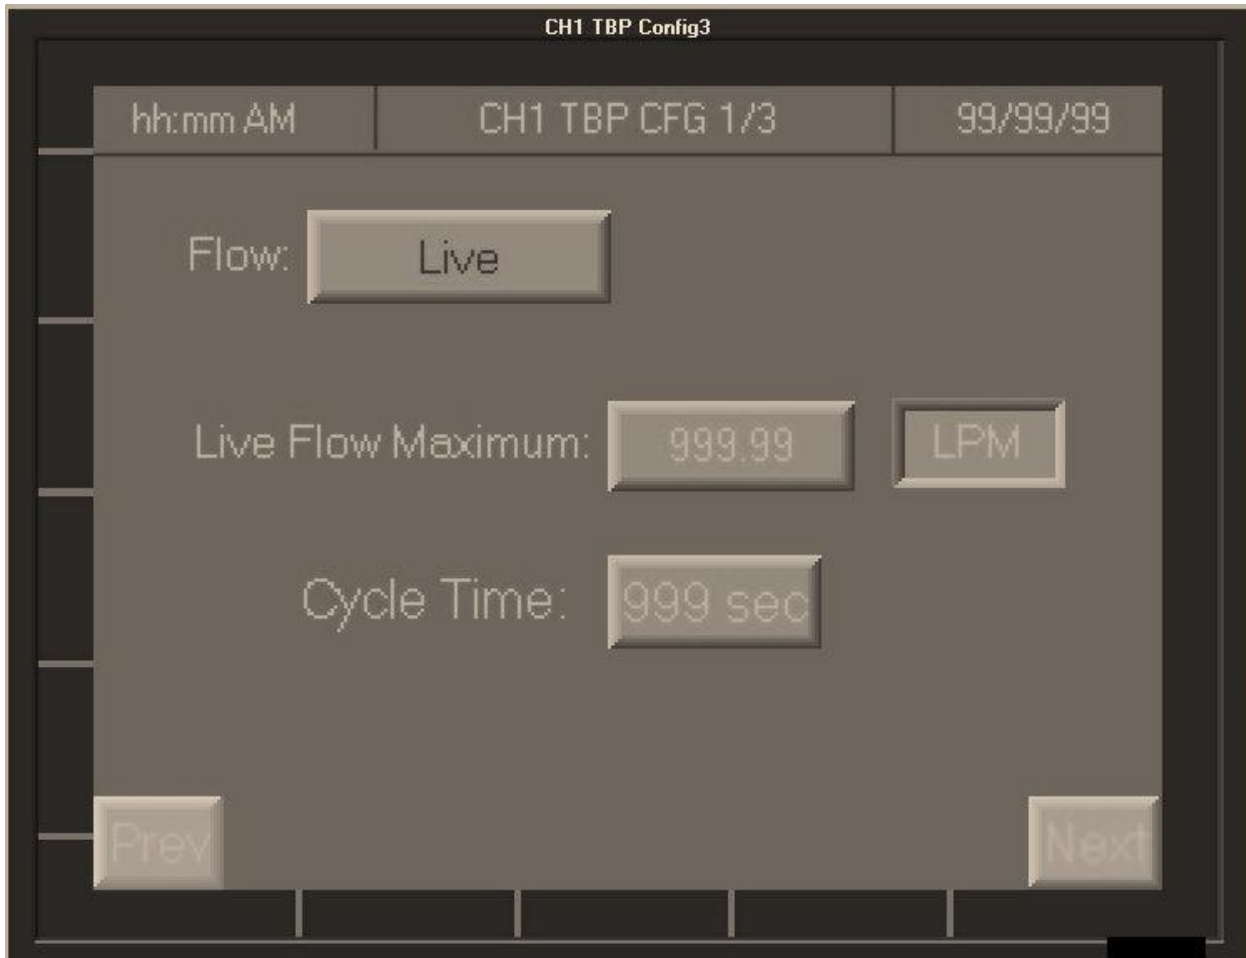 CH1 TBP Config3
hh:mm AM CH1 TBP CFG 1/3 99/99/99
Flow: Live
Live Flow Maximum: 999.99 LPM
Cycle Time: 999 sec
Prev Next